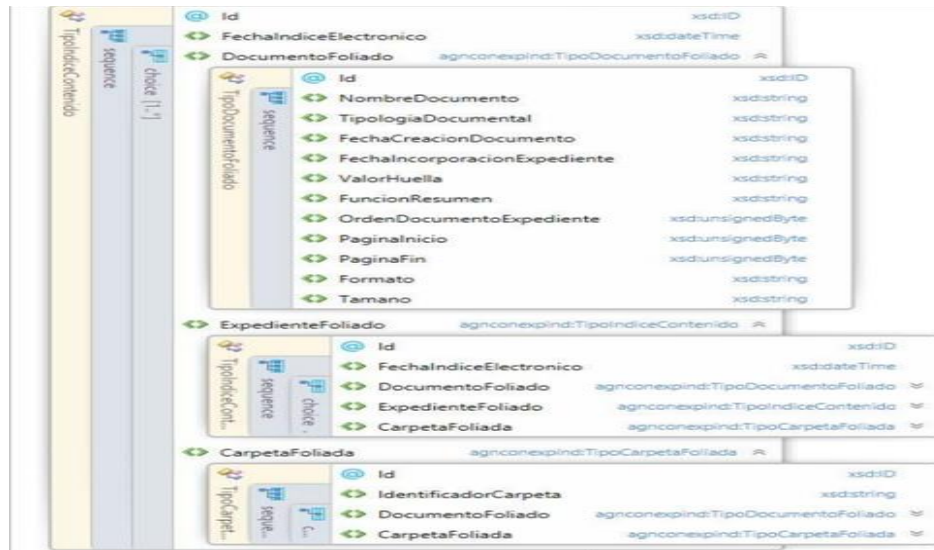 TipoIndiceContenido
sequence
choice [1..*]
Id xsd:ID
FechaIndiceElectronico xsd:dateTime
DocumentoFoliado agnconexpind:TipoDocumentoFoliado
TipoDocumentoFoliado
sequence
Id xsd:ID
NombreDocumento xsd:string
TipologiaDocumental xsd:string
FechaCreacionDocumento xsd:string
FechaIncorporacionExpediente xsd:string
ValorHuella xsd:string
FuncionResumen xsd:string
OrdenDocumentoExpediente xsd:unsignedByte
PaginaInicio xsd:unsignedByte
PaginaFin xsd:unsignedByte
Formato xsd:string
Tamano xsd:string
ExpedienteFoliado agnconexpind:TipoIndiceContenido
TipoIndiceCont...
sequence
choice .
Id xsd:ID
FechaIndiceElectronico xsd:dateTime
DocumentoFoliado agnconexpind:TipoDocumentoFoliado
ExpedienteFoliado agnconexpind:TipoIndiceContenido
CarpetaFoliada agnconexpind:TipoCarpetaFoliada
CarpetaFoliada agnconexpind:TipoCarpetaFoliada
TipoCarpet...
seque...
c...
Id xsd:ID
IdentificadorCarpeta xsd:string
DocumentoFoliado agnconexpind:TipoDocumentoFoliado
CarpetaFoliada agnconexpind:TipoCarpetaFoliada